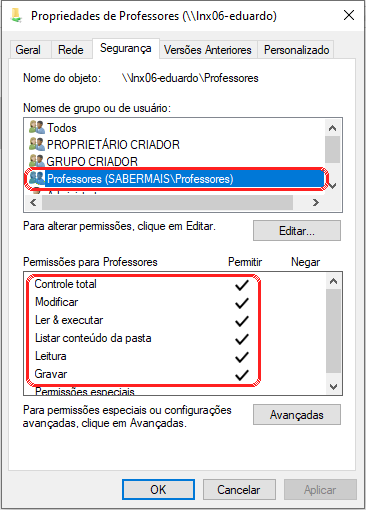 Propriedades de Professores (\\lnx06-eduardo)
Geral Rede Segurança Versões Anteriores Personalizado
Nome do objeto: \\lnx06-eduardo\Professores
Nomes de grupo ou de usuário:
Todos
PROPRIETÁRIO CRIADOR
GRUPO CRIADOR
Professores (SABERMAIS\Professores)
Para alterar permissões, clique em Editar.
Editar...
Permissões para Professores Permitir Negar
Controle total
Modificar
Ler & executar
Listar conteúdo da pasta
Leitura
Gravar
Permissões especiais
Para permissões especiais ou configurações
avançadas, clique em Avançadas.
Avançadas
OK Cancelar Aplicar